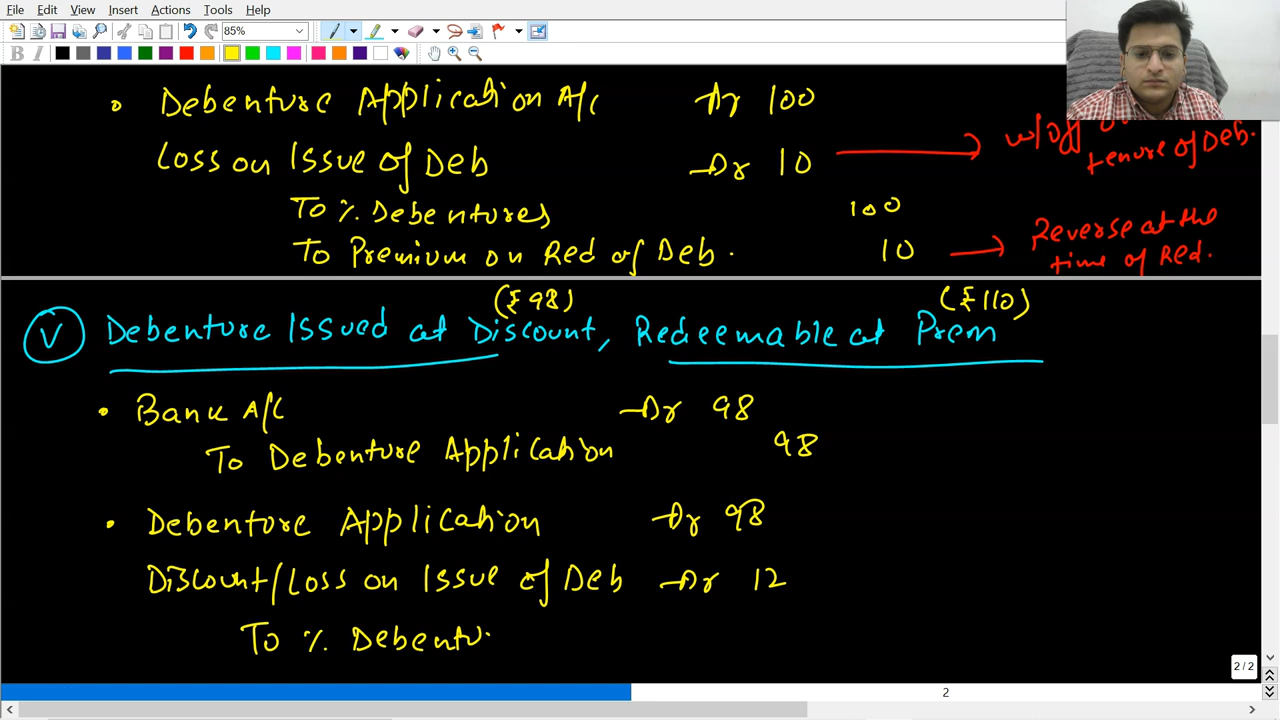 File Edit View Insert Actions Tools Help
85%
B I
• Debenture Application A/c Dr 100
Loss on Issue of Deb Dr 10 → w/off tenure of Deb.
To % Debentures 100
To Premium on Red of Deb. 10 → Reverse at the time of Red.
(₹98) (₹110)
V Debenture Issued at Discount, Redeemable at Prem
• Bank A/c Dr 98
To Debenture Application 98
• Debenture Application Dr 98
Discount/Loss on Issue of Deb Dr 12
To % Debentu
2 / 2
2